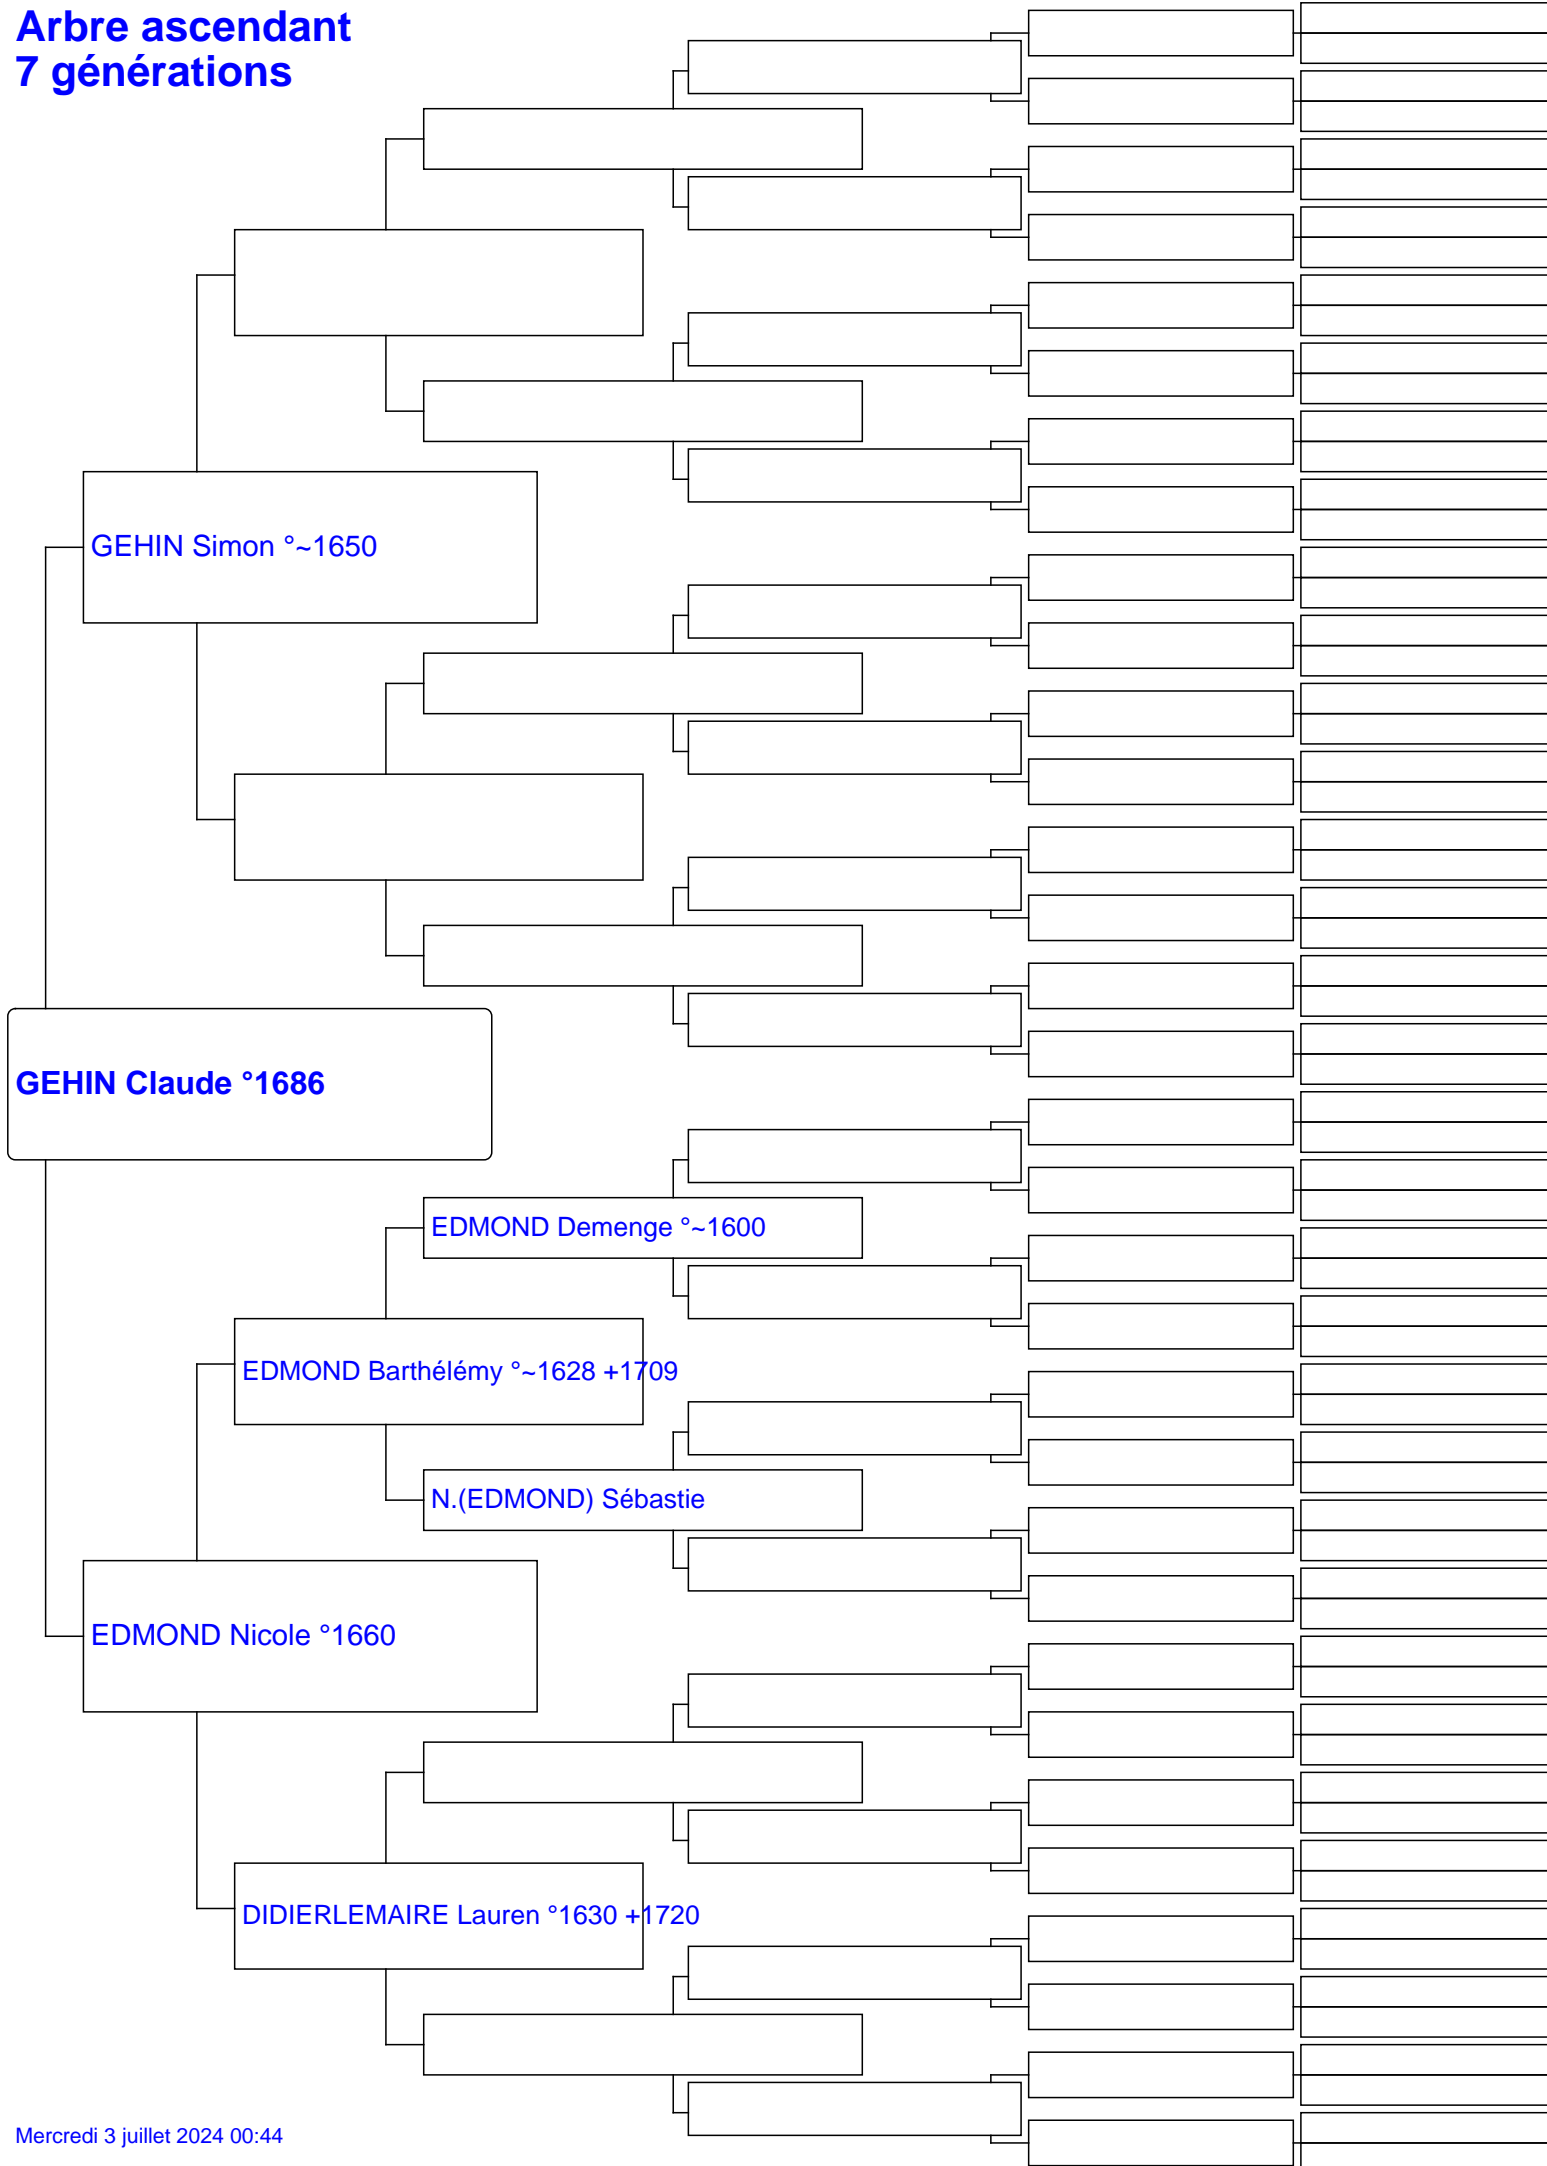 Arbre ascendant
7 générations
GEHIN Simon °~1650
GEHIN Claude °1686
EDMOND Demenge °~1600
EDMOND Barthélémy °~1628 +1709
N.(EDMOND) Sébastie
EDMOND Nicole °1660
DIDIERLEMAIRE Lauren °1630 +1720
Mercredi 3 juillet 2024 00:44